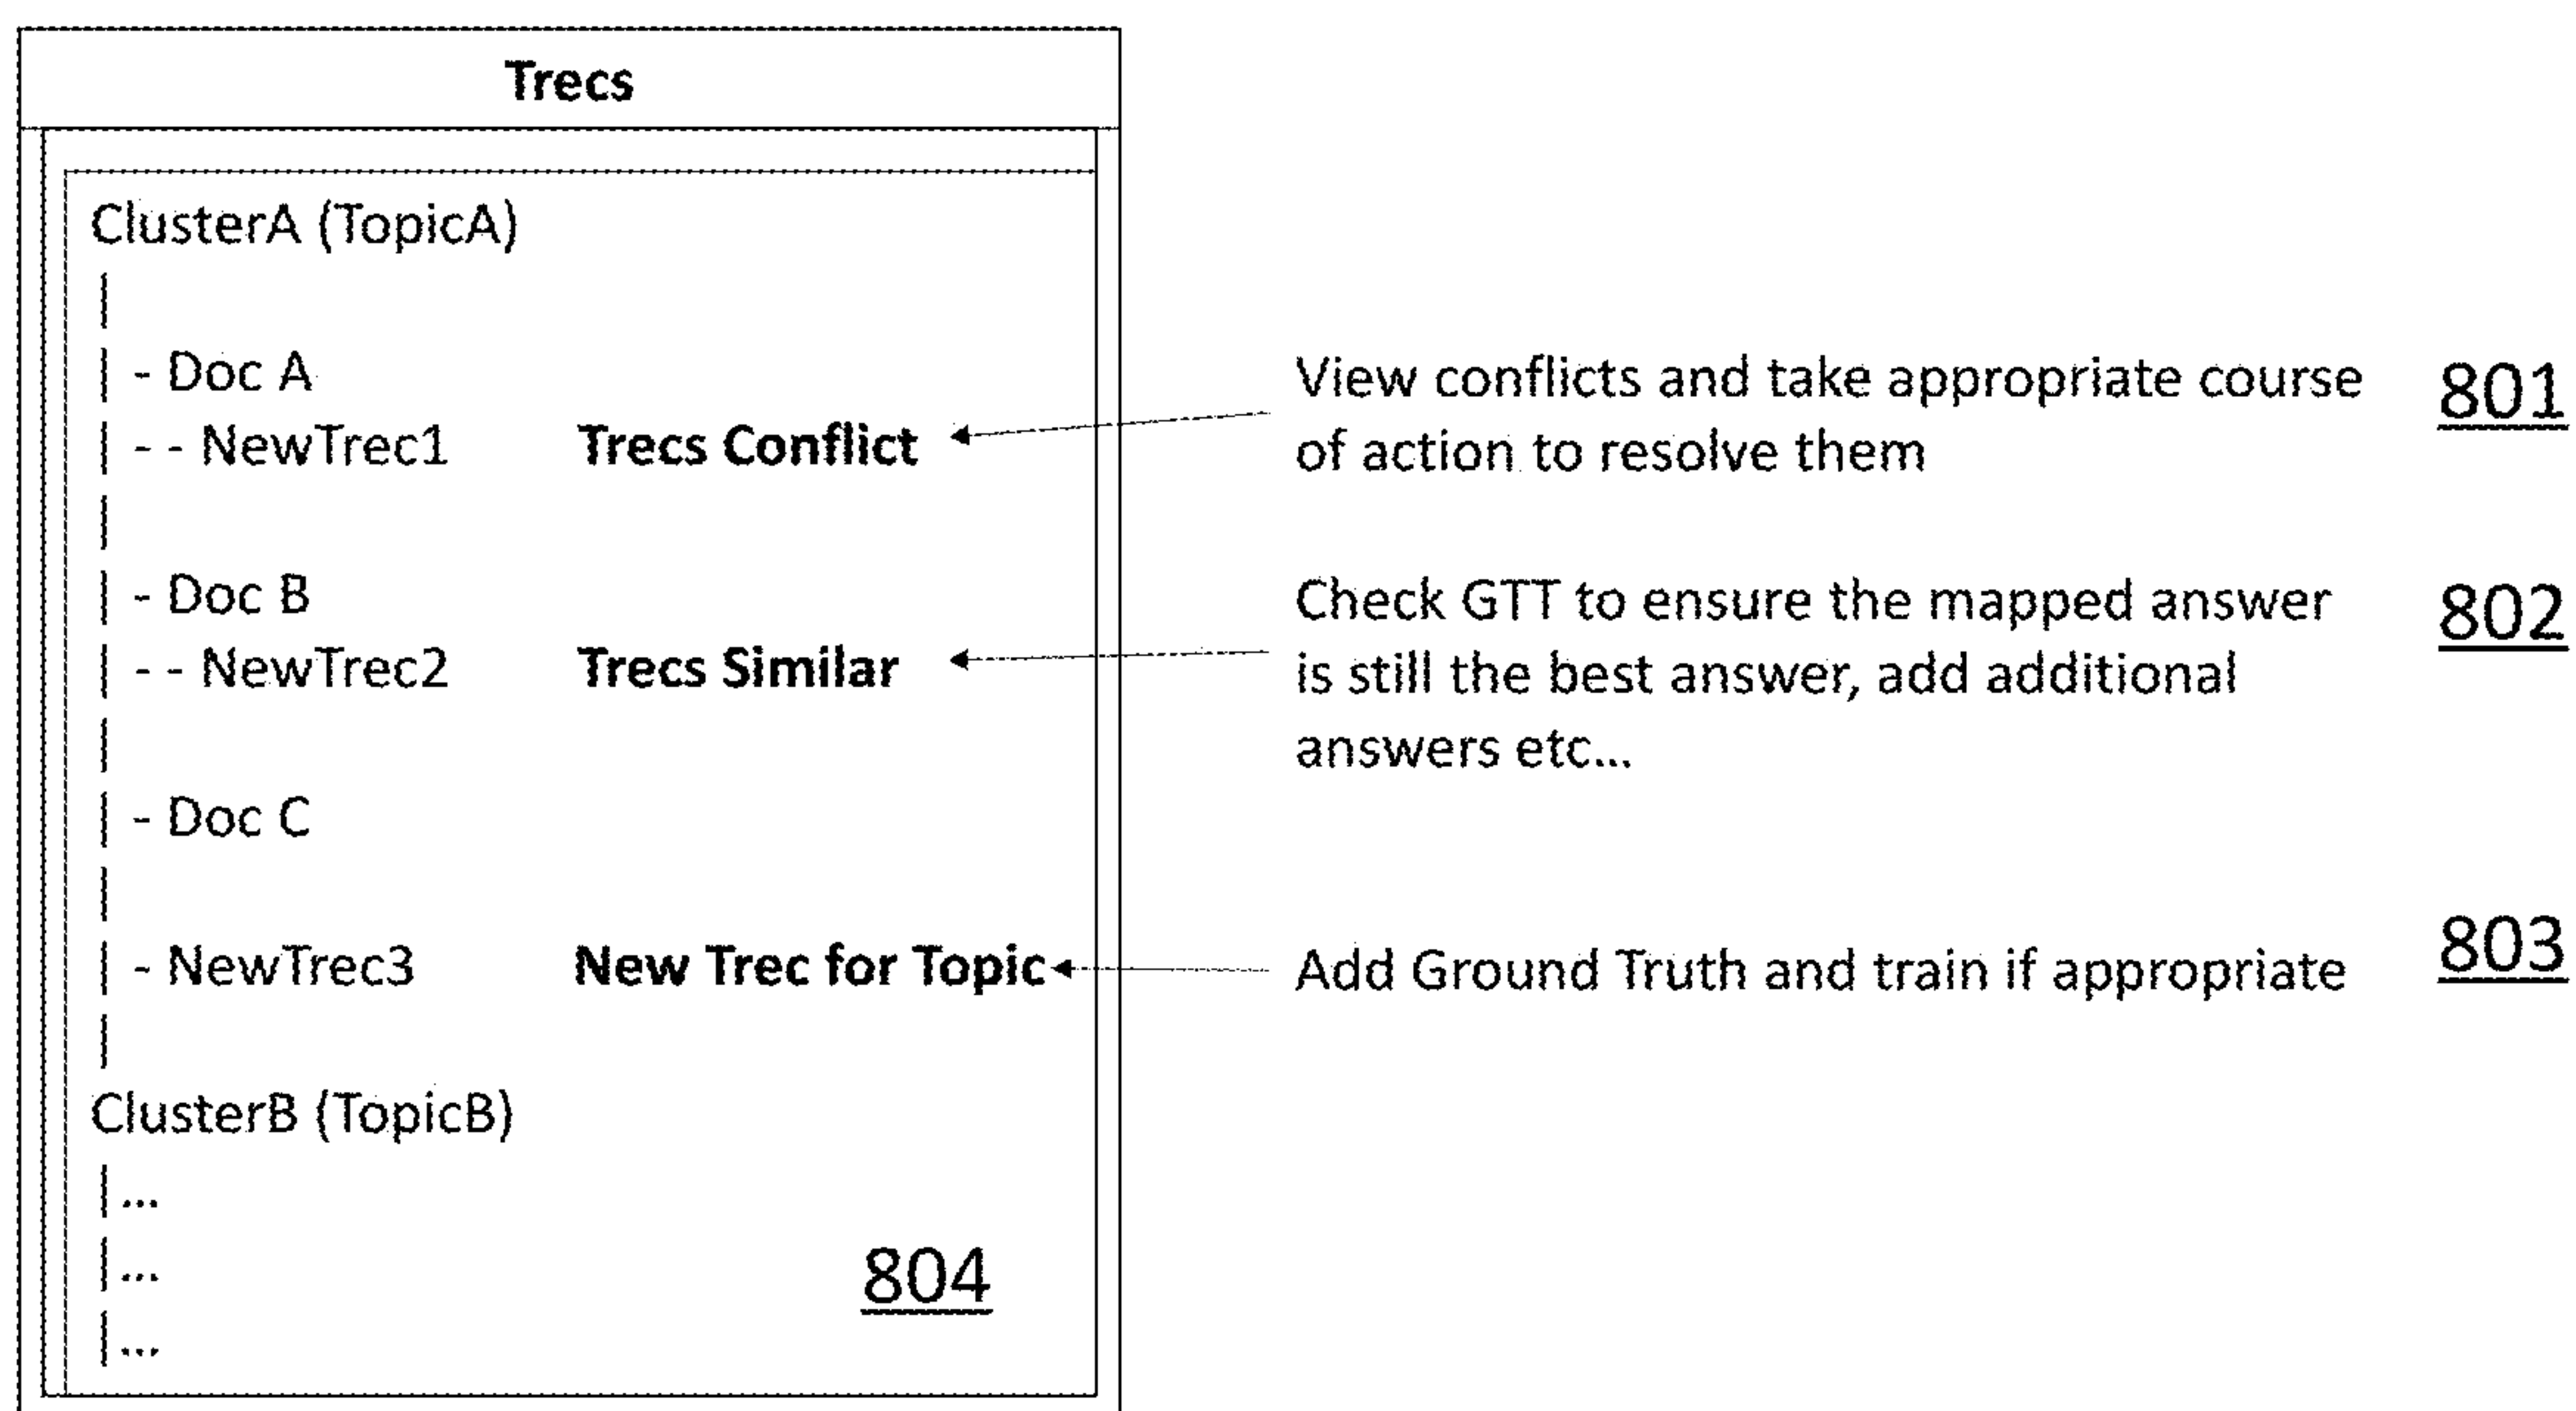 Trecs
ClusterA (TopicA)
|
| - Doc A
| - - NewTrec1 Trecs Conflict
|
| - Doc B
| - - NewTrec2 Trecs Similar
|
| - Doc C
|
| - NewTrec3 New Trec for Topic
|
ClusterB (TopicB)
| ...
| ...
| ...
804
View conflicts and take appropriate course
of action to resolve them
801
Check GTT to ensure the mapped answer
is still the best answer, add additional
answers etc...
802
Add Ground Truth and train if appropriate
803